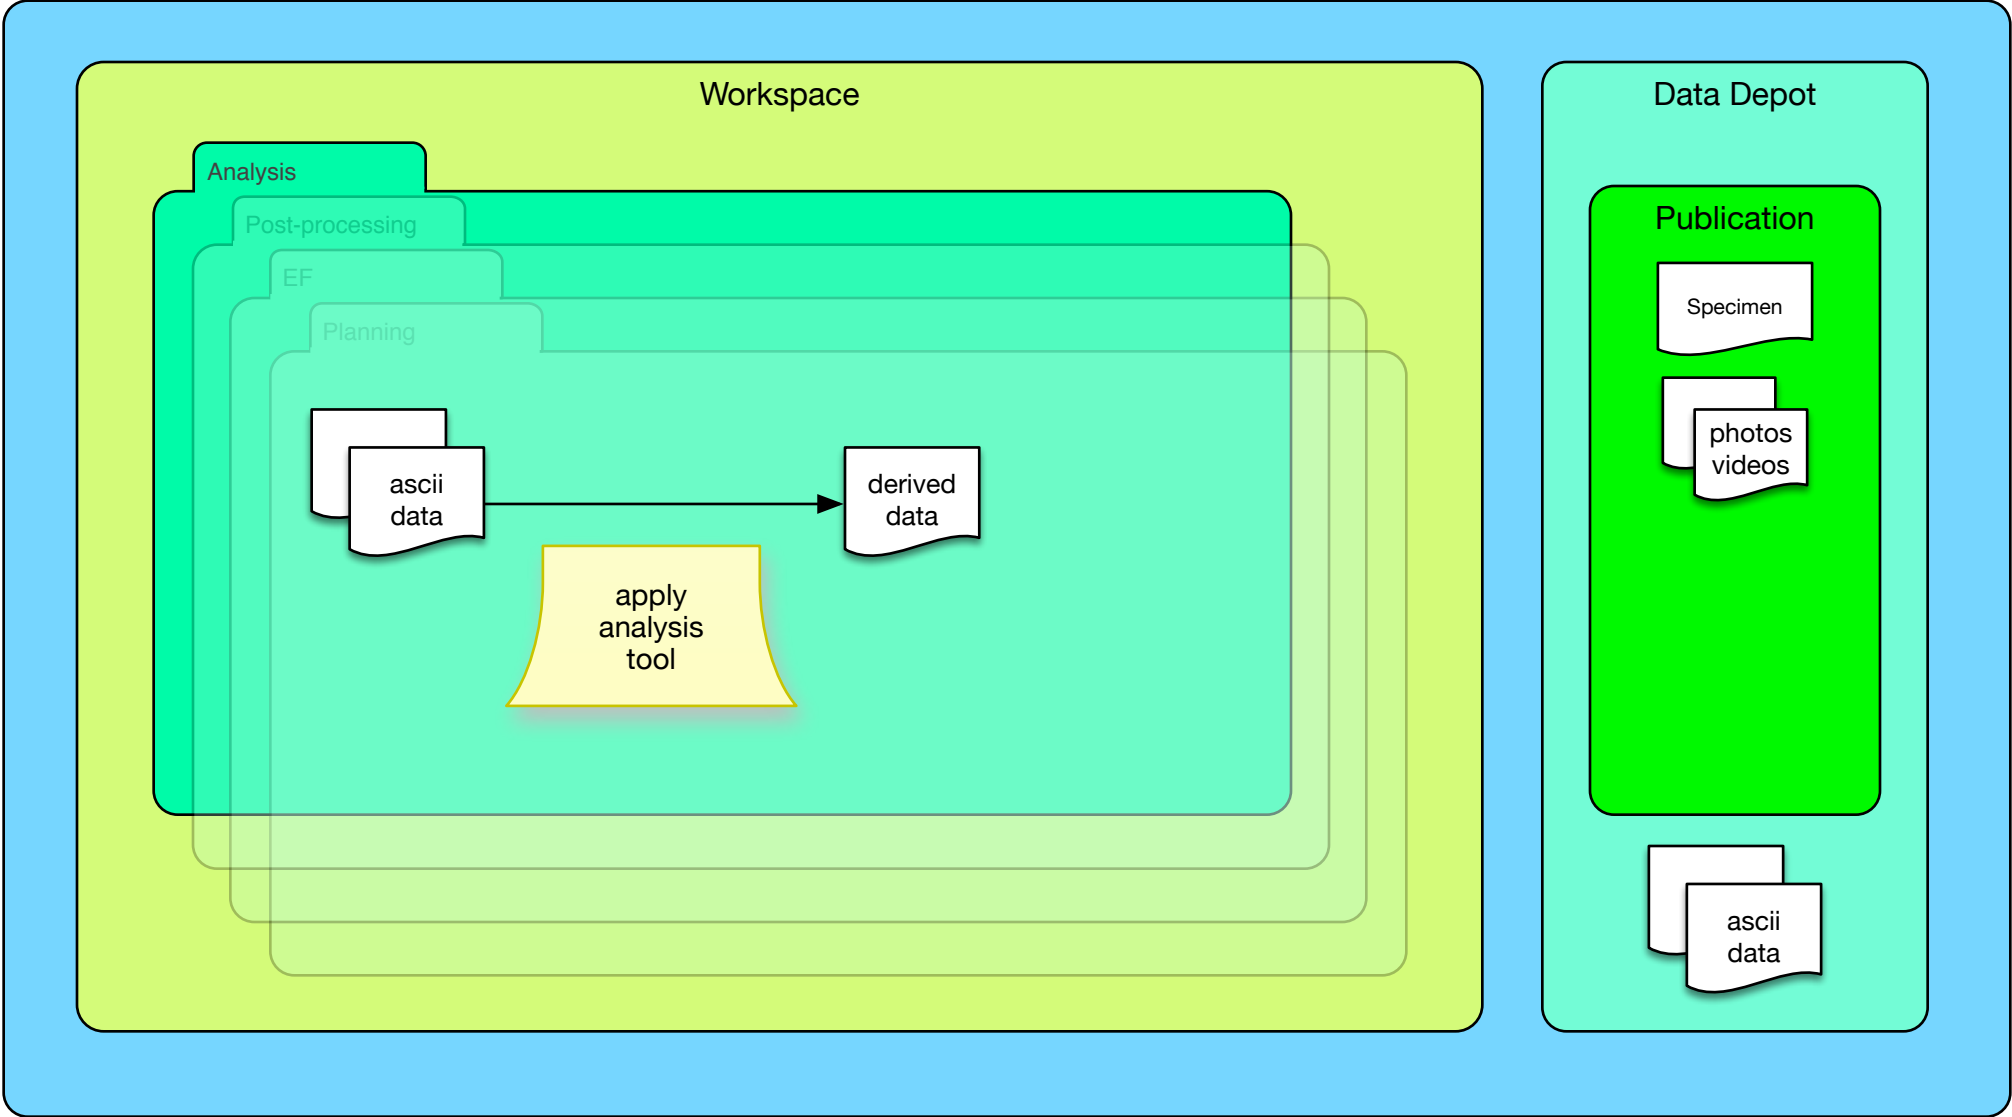 Workspace
Analysis
Post-processing
EF
Planning
ascii
data
derived
data
apply
analysis
tool
Data Depot
Publication
Specimen
photos
videos
ascii
data